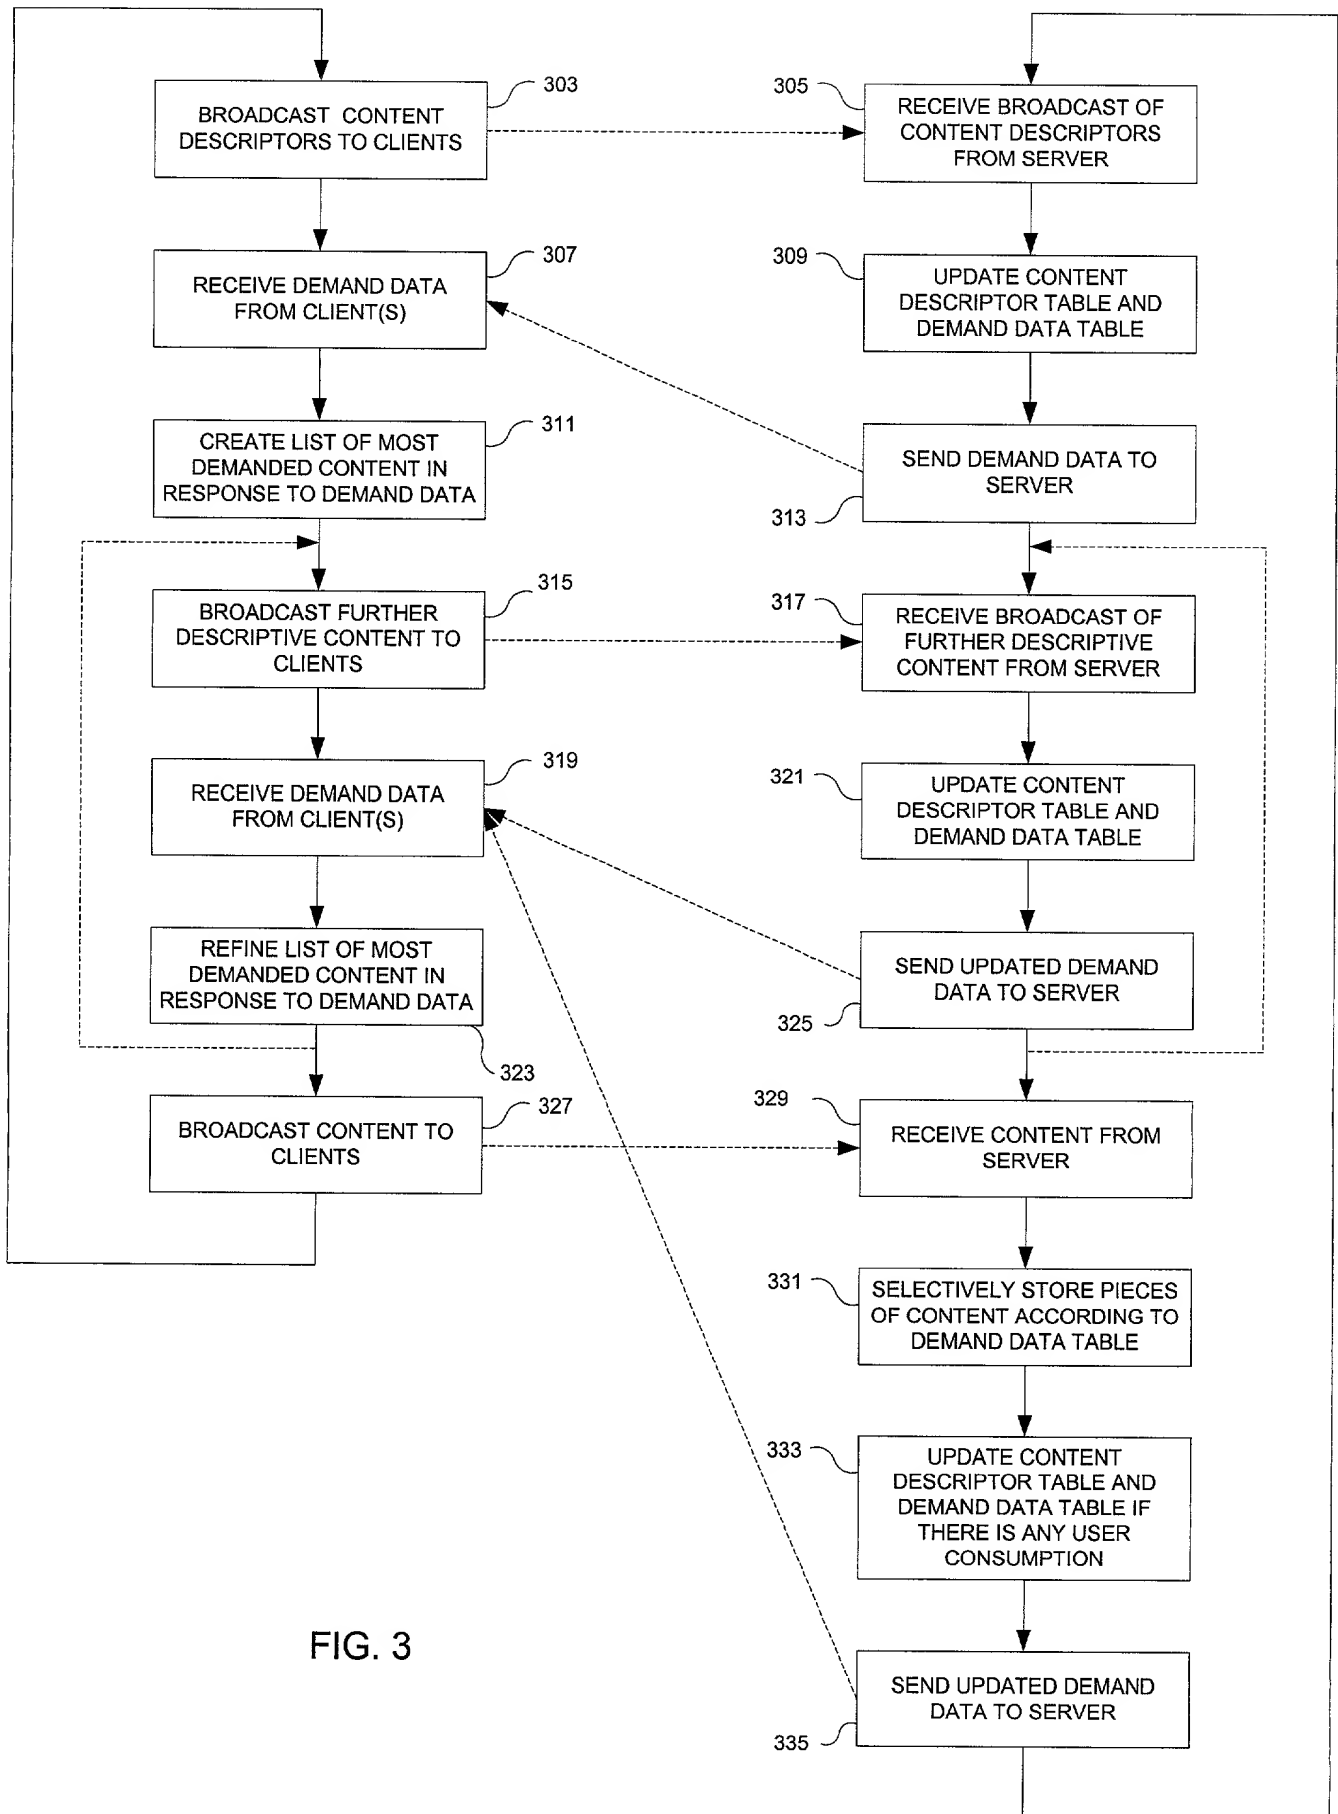 303
BROADCAST CONTENT
DESCRIPTORS TO CLIENTS
305
RECEIVE BROADCAST OF
CONTENT DESCRIPTORS
FROM SERVER
307
RECEIVE DEMAND DATA
FROM CLIENT(S)
309
UPDATE CONTENT
DESCRIPTOR TABLE AND
DEMAND DATA TABLE
311
CREATE LIST OF MOST
DEMANDED CONTENT IN
RESPONSE TO DEMAND DATA
SEND DEMAND DATA TO
SERVER
313
315
BROADCAST FURTHER
DESCRIPTIVE CONTENT TO
CLIENTS
317
RECEIVE BROADCAST OF
FURTHER DESCRIPTIVE
CONTENT FROM SERVER
319
RECEIVE DEMAND DATA
FROM CLIENT(S)
321
UPDATE CONTENT
DESCRIPTOR TABLE AND
DEMAND DATA TABLE
REFINE LIST OF MOST
DEMANDED CONTENT IN
RESPONSE TO DEMAND DATA
323
SEND UPDATED DEMAND
DATA TO SERVER
325
327
BROADCAST CONTENT TO
CLIENTS
329
RECEIVE CONTENT FROM
SERVER
331
SELECTIVELY STORE PIECES
OF CONTENT ACCORDING TO
DEMAND DATA TABLE
333
UPDATE CONTENT
DESCRIPTOR TABLE AND
DEMAND DATA TABLE IF
THERE IS ANY USER
CONSUMPTION
SEND UPDATED DEMAND
DATA TO SERVER
335
FIG. 3